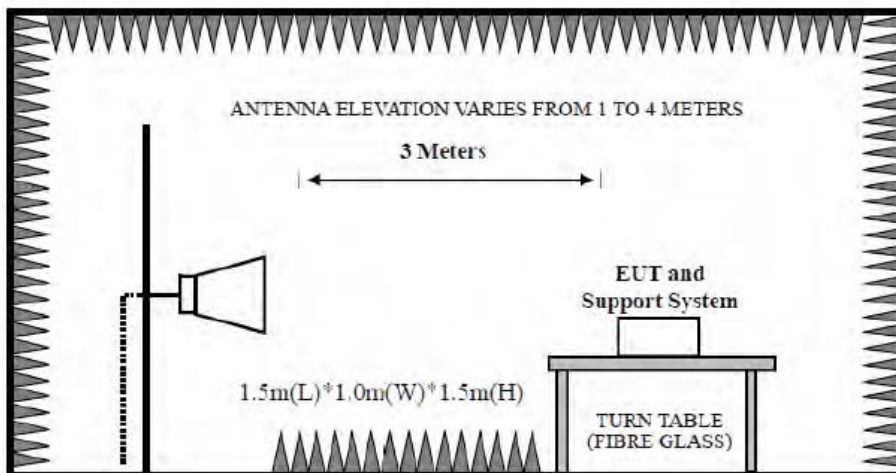 ANTENNA ELEVATION VARIES FROM 1 TO 4 METERS
3 Meters
EUT and
Support System
1.5m(L)*1.0m(W)*1.5m(H)
TURN TABLE
(FIBRE GLASS)